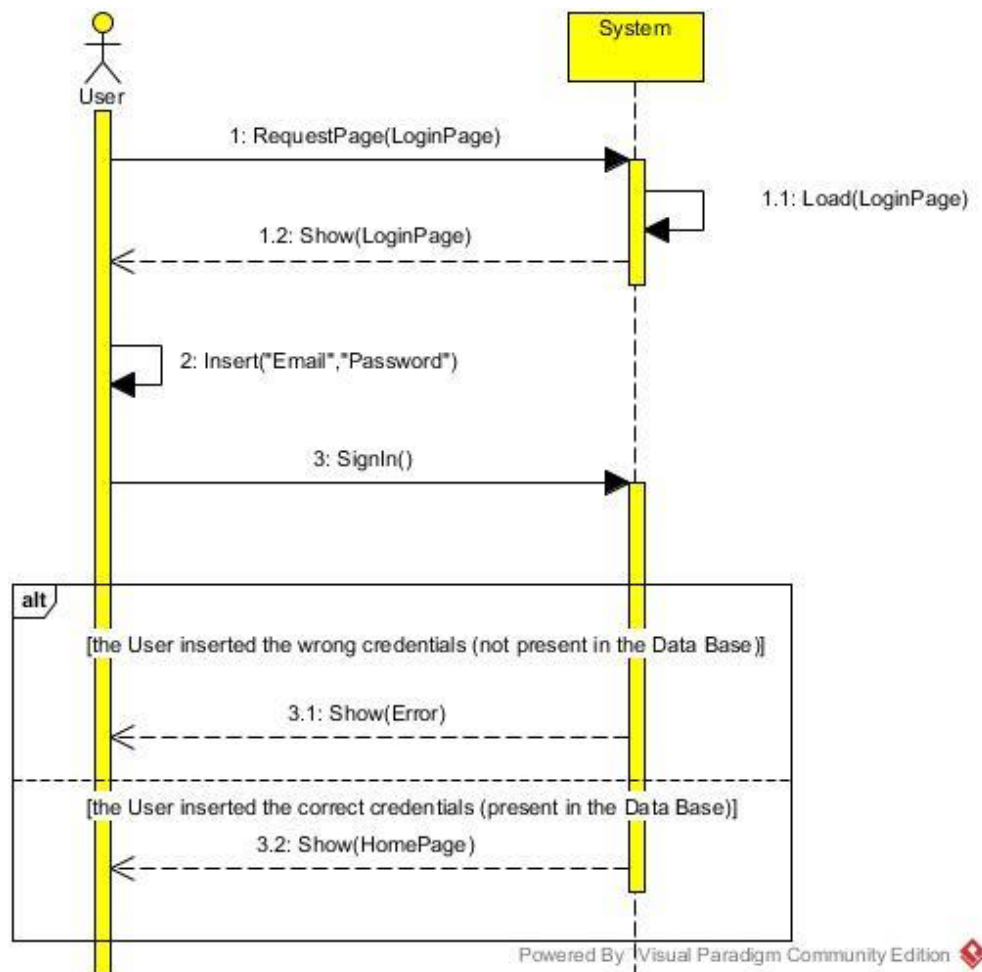 System
User
1: RequestPage(LoginPage)
1.1: Load(LoginPage)
1.2: Show(LoginPage)
2: Insert("Email","Password")
3: SignIn()
alt
[the User inserted the wrong credentials (not present in the Data Base)]
3.1: Show(Error)
[the User inserted the correct credentials (present in the Data Base)]
3.2: Show(HomePage)
Powered By Visual Paradigm Community Edition